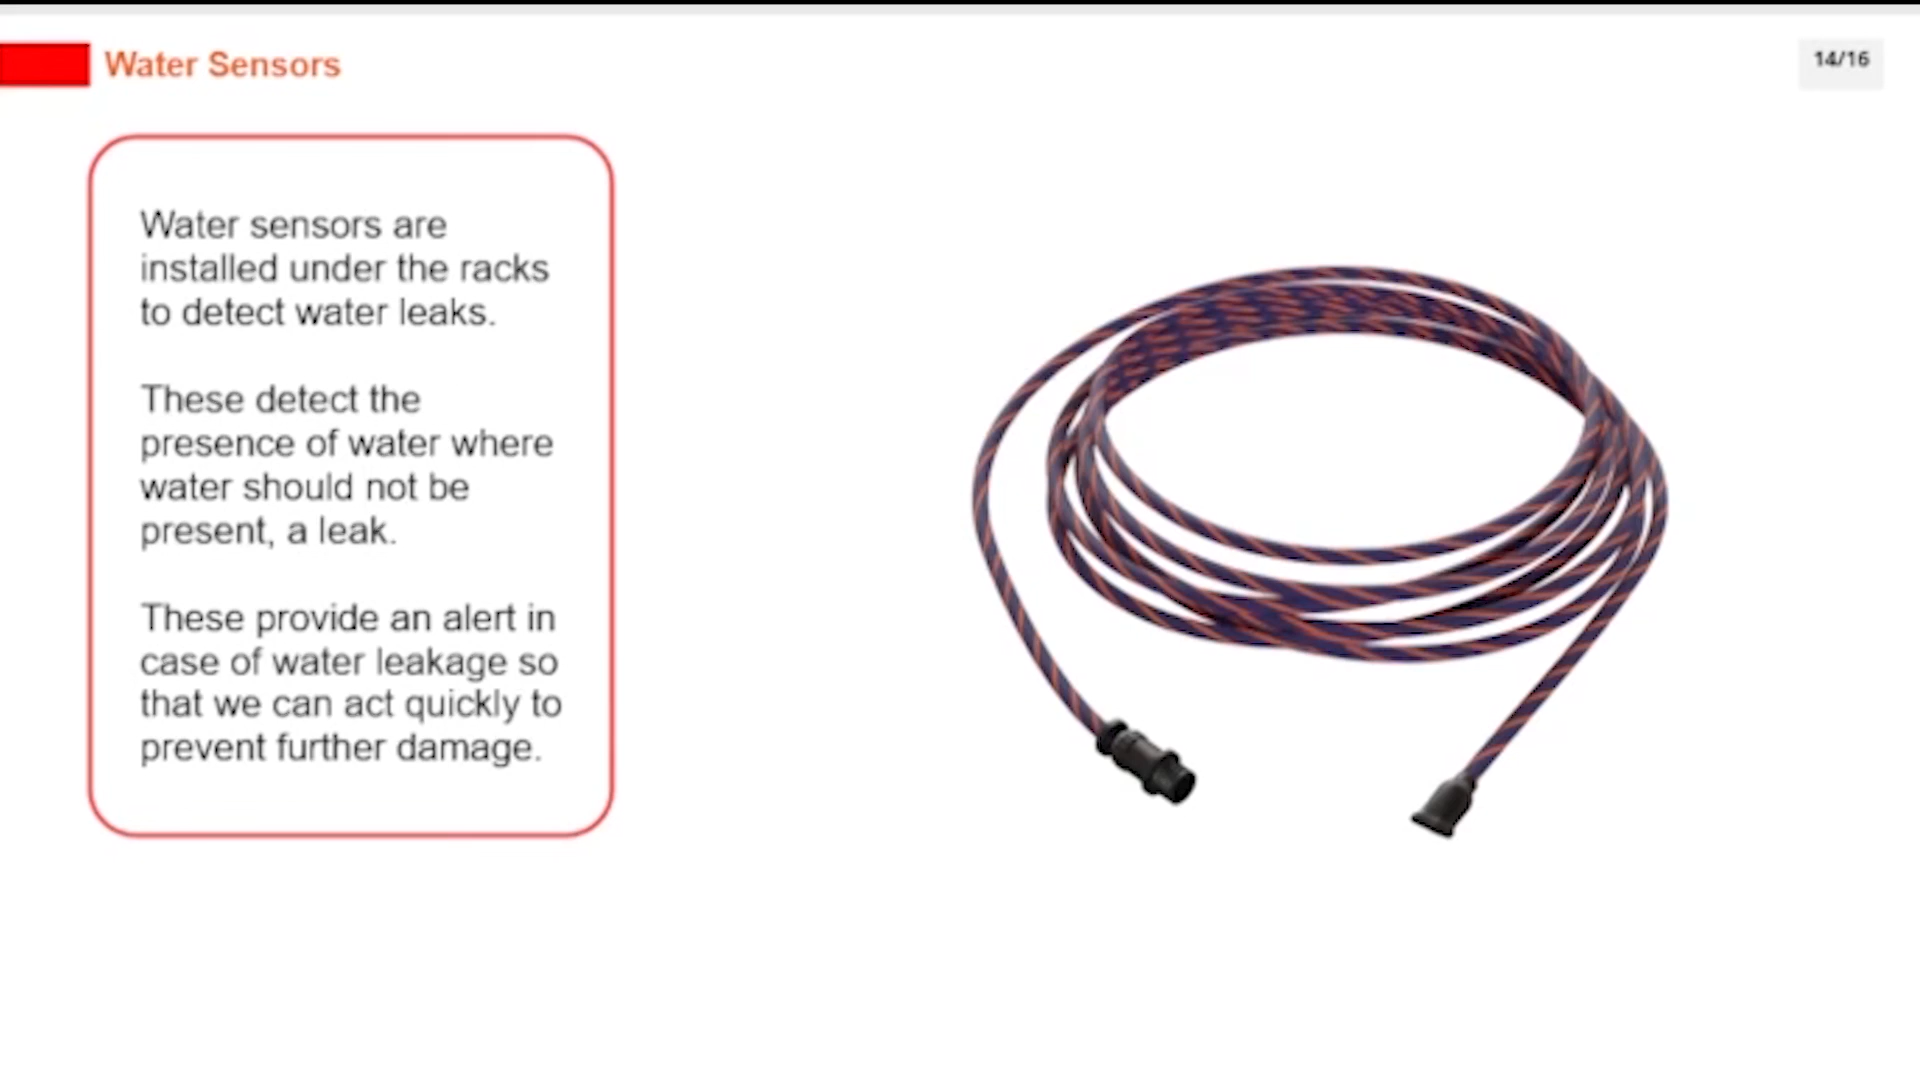 Water Sensors
14/16
Water sensors are
installed under the racks
to detect water leaks.
These detect the
presence of water where
water should not be
present, a leak.
These provide an alert in
case of water leakage so
that we can act quickly to
prevent further damage.